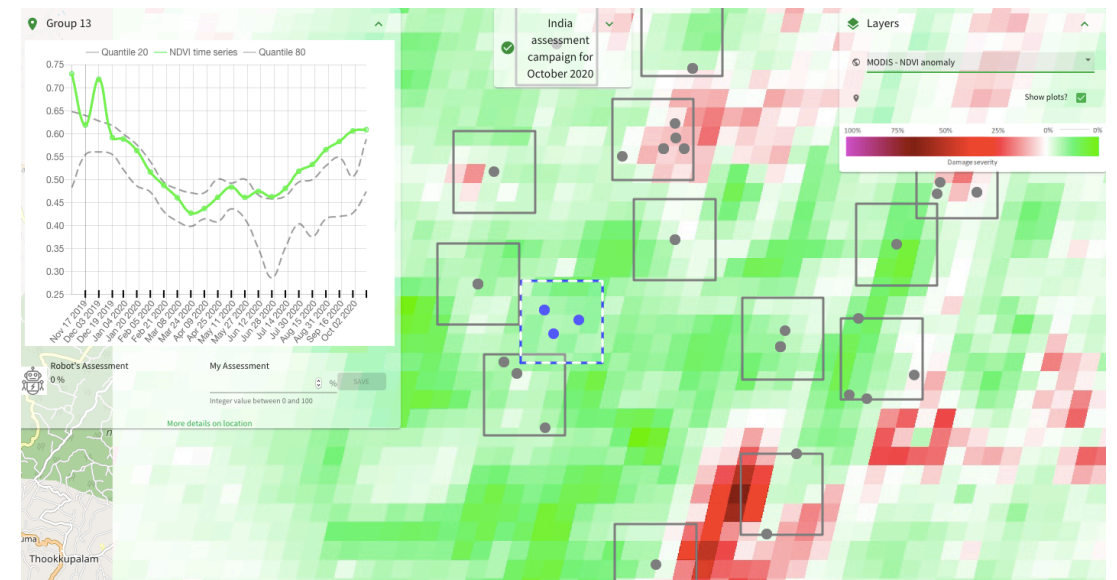 Group 13
Quantile 20 NDVI time series Quantile 80
0.75
0.70
0.65
0.60
0.55
0.50
0.45
0.40
0.35
0.30
0.25
Nov 17 2019
Dec 03 2019
Dec 19 2019
Jan 04 2020
Jan 20 2020
Feb 05 2020
Feb 21 2020
Mar 08 2020
Mar 24 2020
Apr 09 2020
Apr 25 2020
May 11 2020
May 27 2020
Jun 12 2020
Jun 28 2020
Jul 14 2020
Jul 30 2020
Aug 15 2020
Aug 31 2020
Sep 16 2020
Oct 02 2020
Robot's Assessment
0 %
My Assessment
%
SAVE
Integer value between 0 and 100
More details on location
India
assessment
campaign for
October 2020
Layers
MODIS - NDVI anomaly
Show plots?
100% 75% 50% 25% 0% 0%
Damage severity
Thookkupalam